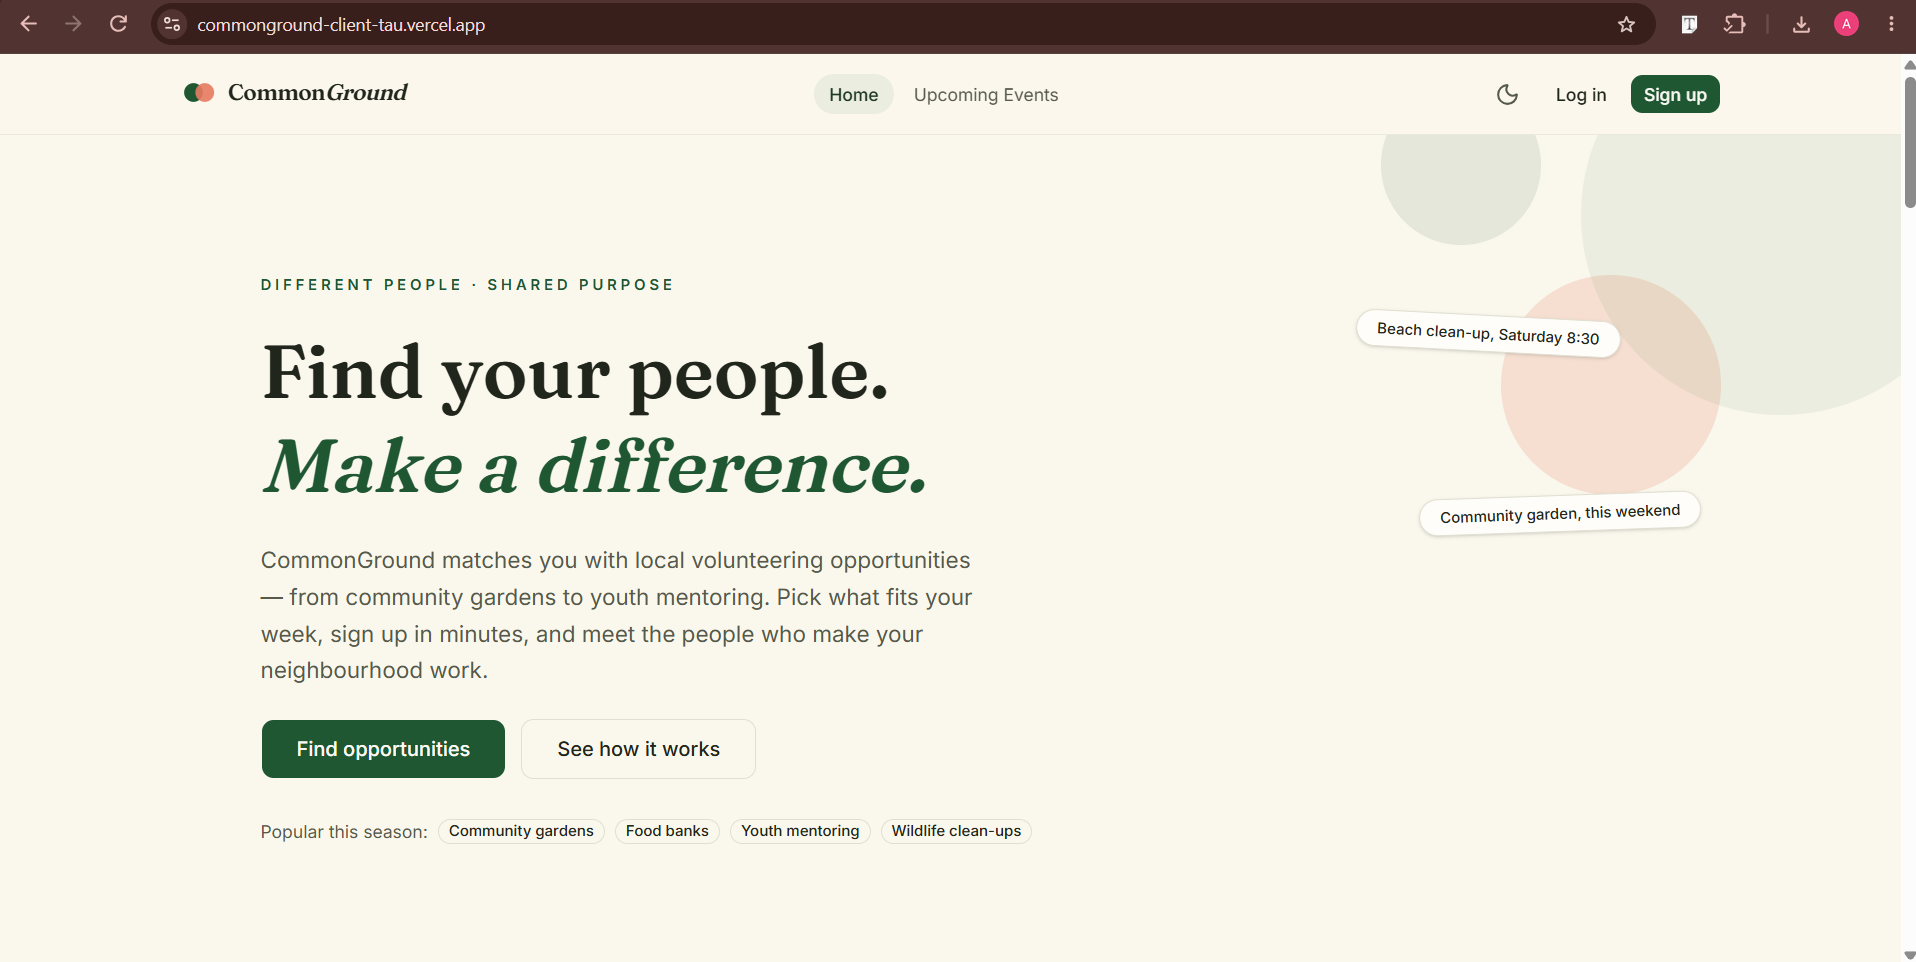 commonground-client-tau.vercel.app
A
CommonGround
Home
Upcoming Events
Log in
Sign up
DIFFERENT PEOPLE · SHARED PURPOSE
Find your people.
Make a difference.
Beach clean-up, Saturday 8:30
Community garden, this weekend
CommonGround matches you with local volunteering opportunities
— from community gardens to youth mentoring. Pick what fits your
week, sign up in minutes, and meet the people who make your
neighbourhood work.
Find opportunities
See how it works
Popular this season:
Community gardens
Food banks
Youth mentoring
Wildlife clean-ups